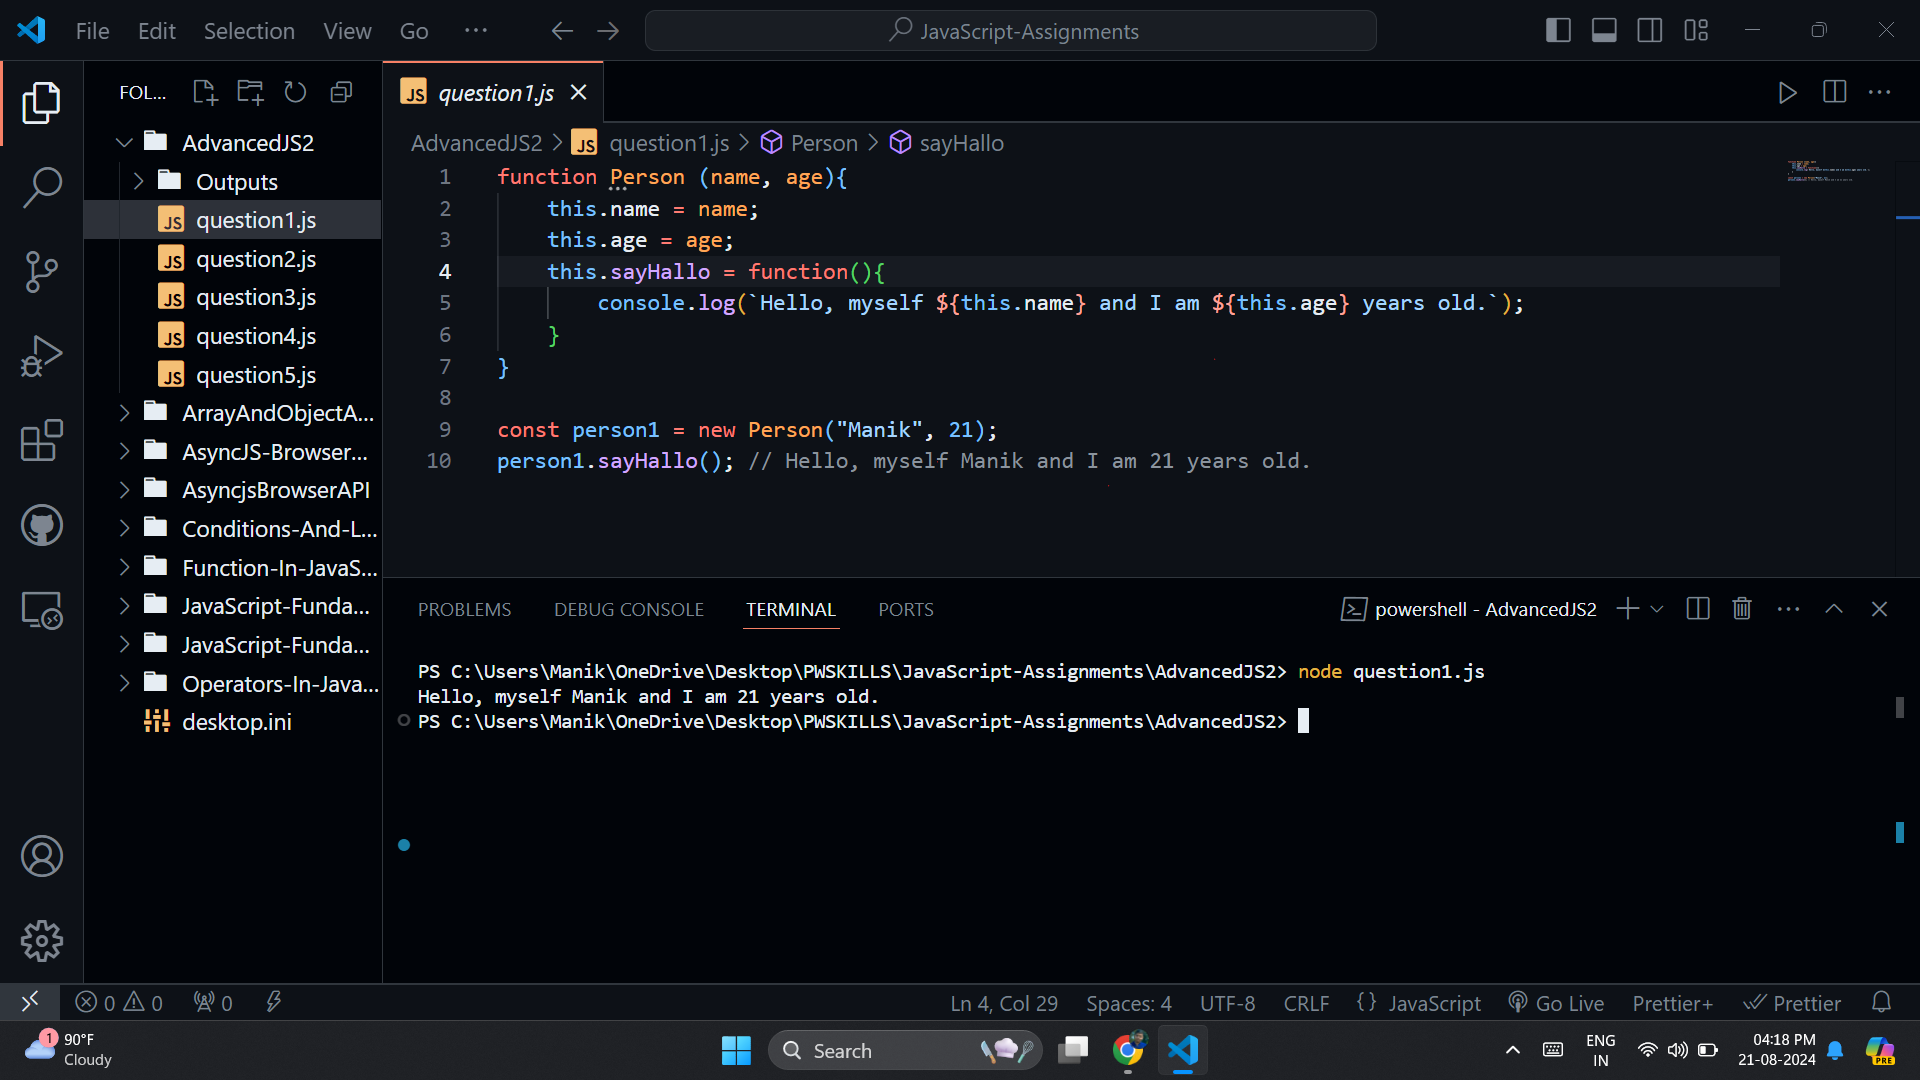 File Edit Selection View Go ··· JavaScript-Assignments
FOL...
question1.js
AdvancedJS2
Outputs
question1.js
question2.js
question3.js
question4.js
question5.js
ArrayAndObjectA...
AsyncJS-Browser...
AsyncjsBrowserAPI
Conditions-And-L...
Function-In-JavaS...
JavaScript-Funda...
JavaScript-Funda...
Operators-In-Java...
desktop.ini
AdvancedJS2 > JS question1.js > Person > sayHallo
1 function Person (name, age){
2 this.name = name;
3 this.age = age;
4 this.sayHallo = function(){
5 console.log(`Hello, myself ${this.name} and I am ${this.age} years old.`);
6 }
7 }
8
9 const person1 = new Person("Manik", 21);
10 person1.sayHallo(); // Hello, myself Manik and I am 21 years old.
PROBLEMS DEBUG CONSOLE TERMINAL PORTS powershell - AdvancedJS2
PS C:\Users\Manik\OneDrive\Desktop\PWSKILLS\JavaScript-Assignments\AdvancedJS2> node question1.js
Hello, myself Manik and I am 21 years old.
PS C:\Users\Manik\OneDrive\Desktop\PWSKILLS\JavaScript-Assignments\AdvancedJS2>
0 0 0 Ln 4, Col 29 Spaces: 4 UTF-8 CRLF {} JavaScript Go Live Prettier+ Prettier
1 90°F
Cloudy
Search
ENG
IN
04:18 PM
21-08-2024
PRE